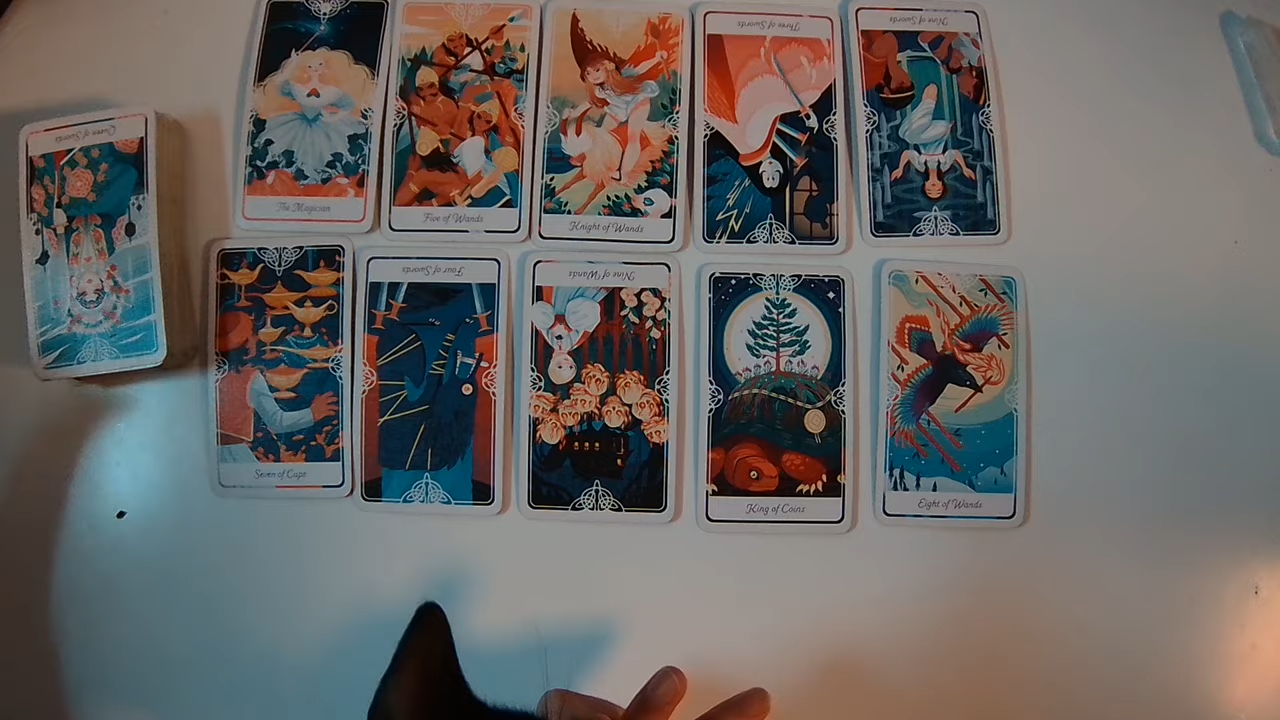 The Magician
Five of Wands
Knight of Wands
Three of Swords
Nine of Swords
Queen of Swords
Seven of Cups
Four of Swords
Nine of Wands
King of Coins
Eight of Wands